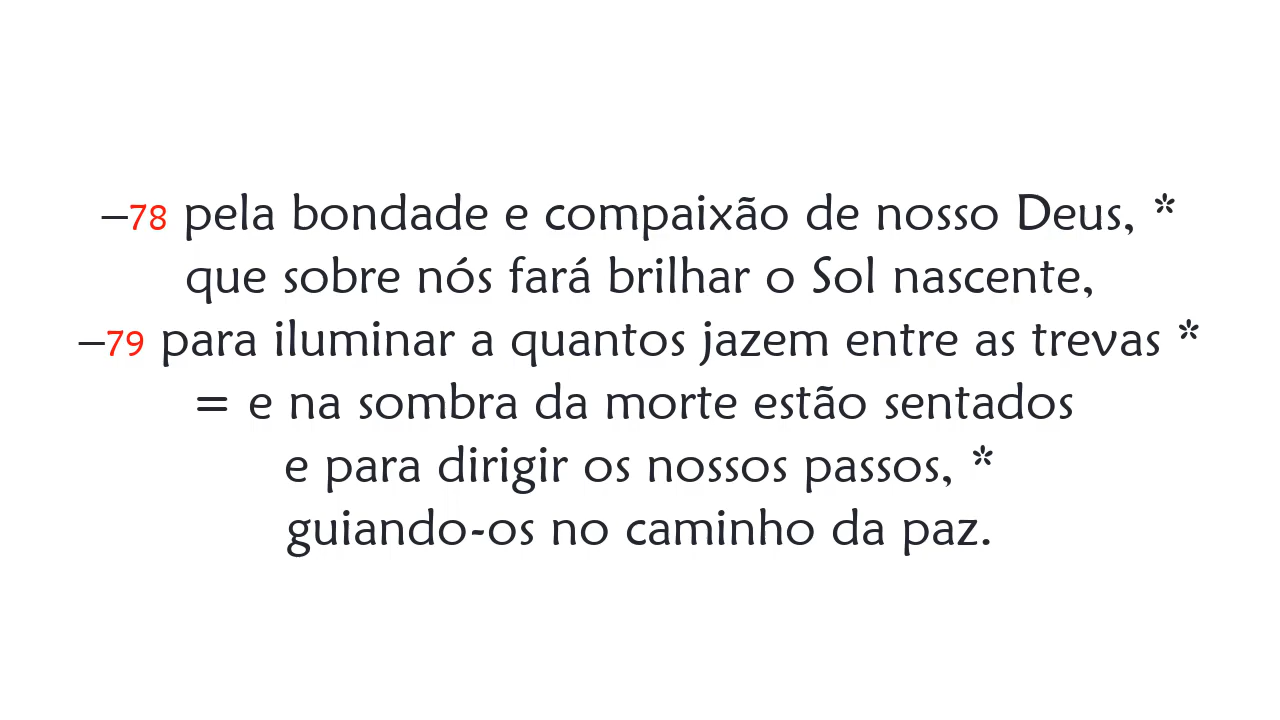 –78 pela bondade e compaixão de nosso Deus, *
que sobre nós fará brilhar o Sol nascente,
–79 para iluminar a quantos jazem entre as trevas *
= e na sombra da morte estão sentados
e para dirigir os nossos passos, *
guiando-os no caminho da paz.